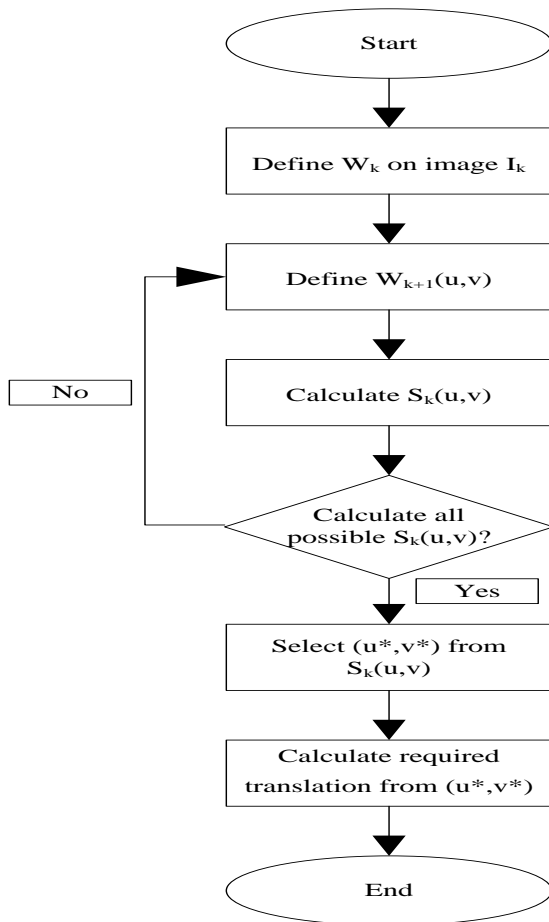 Start
Define Wk on image Ik
Define Wk+1(u,v)
Calculate Sk(u,v)
No
Calculate all
possible Sk(u,v)?
Yes
Select (u*,v*) from
Sk(u,v)
Calculate required
translation from (u*,v*)
End